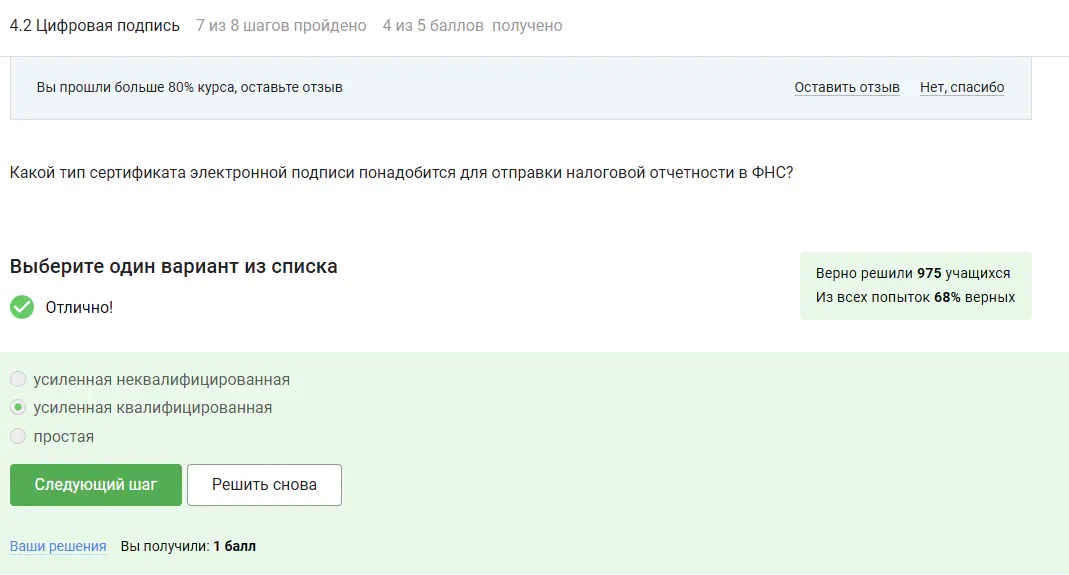 4.2 Цифровая подпись 7 из 8 шагов пройдено 4 из 5 баллов получено
Вы прошли больше 80% курса, оставьте отзыв Оставить отзыв Нет, спасибо
Какой тип сертификата электронной подписи понадобится для отправки налоговой отчетности в ФНС?
Выберите один вариант из списка
Верно решили 975 учащихся
Из всех попыток 68% верных
Отлично!
усиленная неквалифицированная
усиленная квалифицированная
простая
Следующий шаг Решить снова
Ваши решения Вы получили: 1 балл